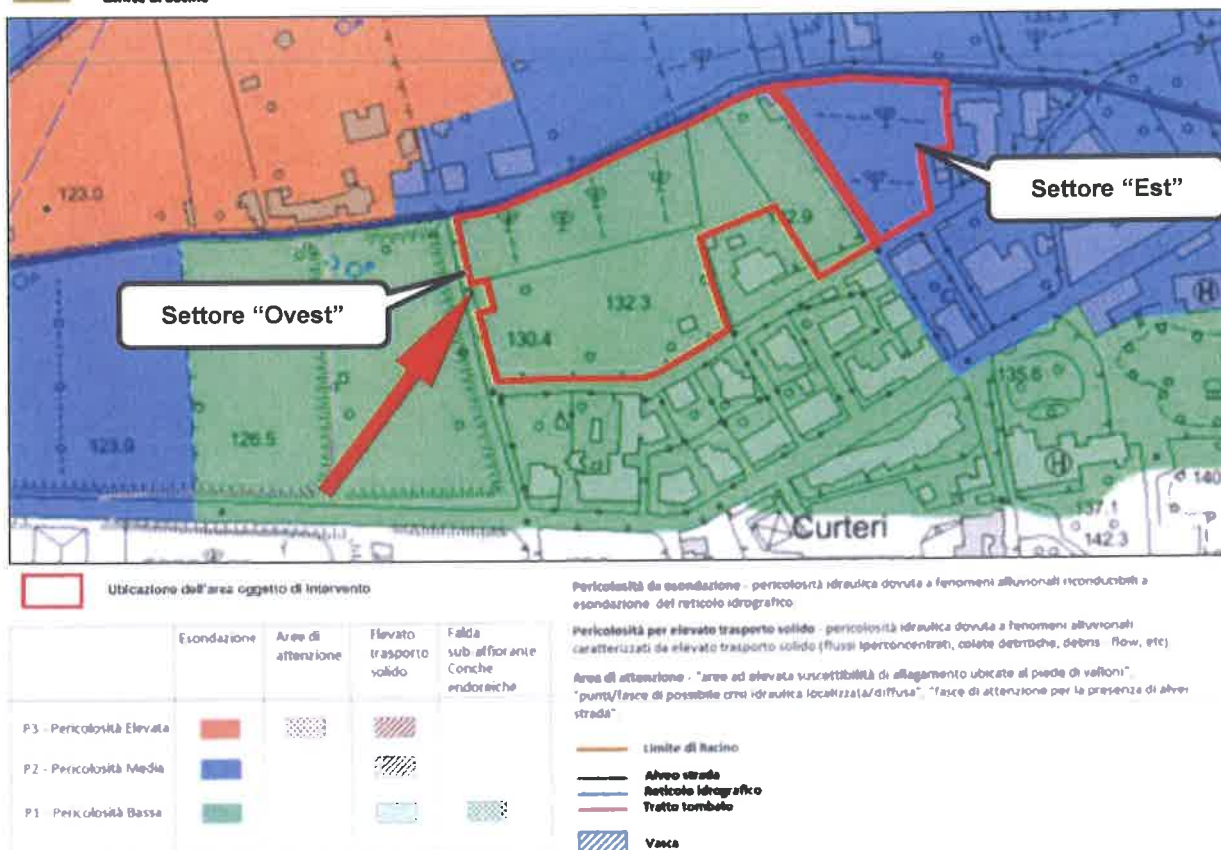 123.0
Settore “Est”
132.3
Settore “Ovest”
130.4
135.6
126.5
123.9
H
H
140
137.1
142.3
Curteri
Ubicazione dell'area oggetto di intervento
Pericolosità da esondazione - pericolosità idraulica dovuta a fenomeni alluvionali riconducibili a
esondazione del reticolo idrografico
Pericolosità per elevato trasporto solido - pericolosità idraulica dovuta a fenomeni alluvionali
caratterizzati da elevato trasporto solido (flussi iperconcentrati, colate detritiche, debris flow, etc)
Area di attenzione - "aree ad elevata suscettibilità di allagamento ubicate al piede di valloni",
"punti/fasce di possibile crisi idraulica localizzata/diffusa", "fasce di attenzione per la presenza di alvei
strada"
Esondazione
Aree di
attenzione
Elevato
trasporto
solido
Falda
sub-affiorante
Conche
endoreiche
P3 - Pericolosità Elevata
P2 - Pericolosità Media
P1 - Pericolosità Bassa
Limite di Bacino
Alveo strada
Reticolo idrografico
Tratto tombato
Vasca